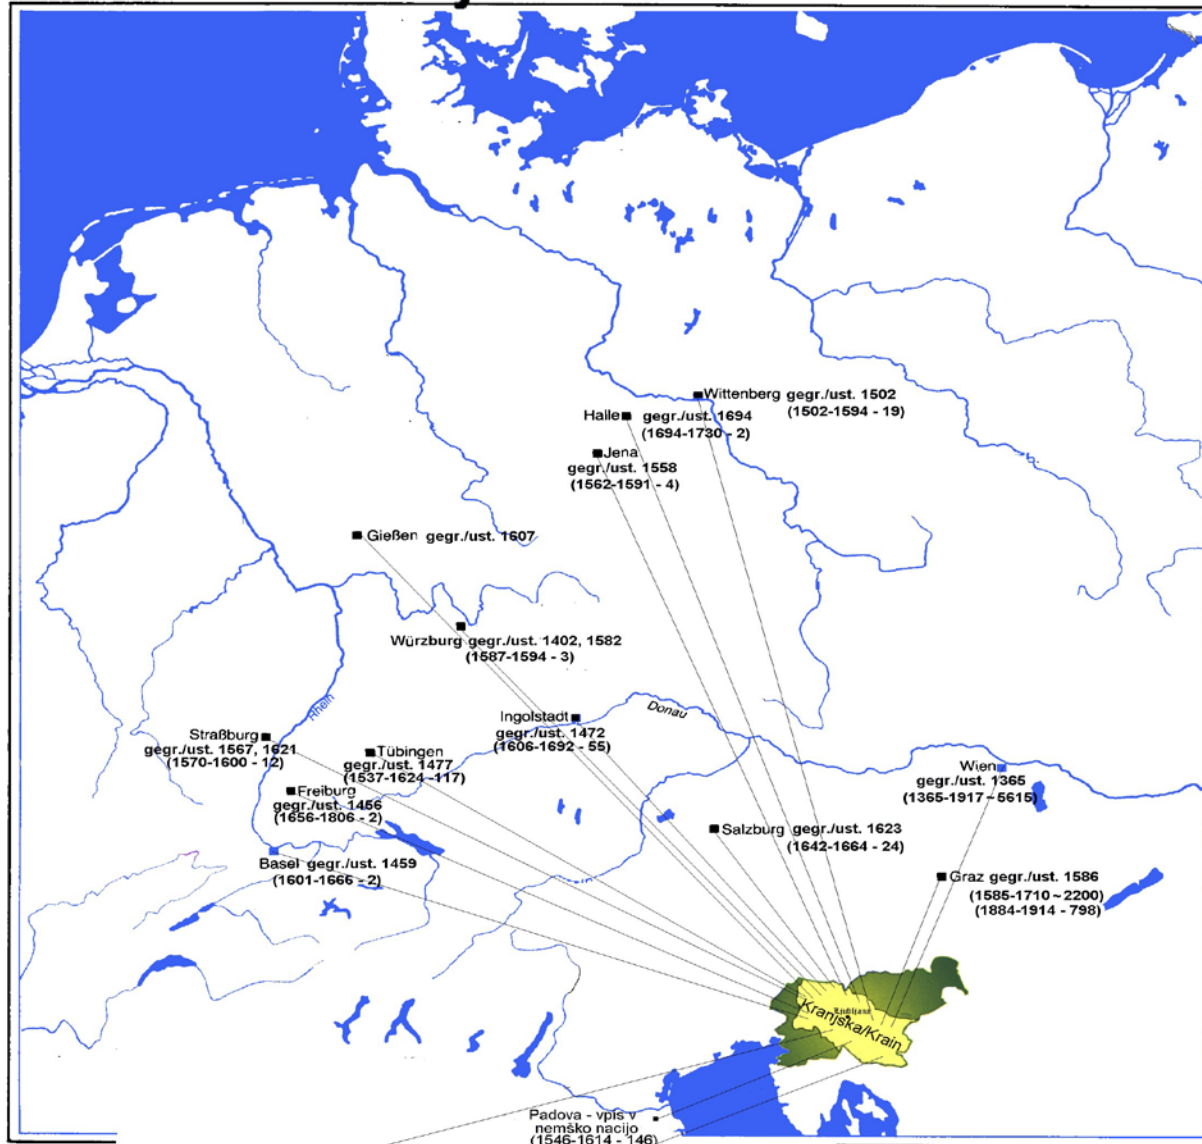 Wittenberg gegr./ust. 1502
(1502-1594 - 19)
Halle gegr./ust. 1694
(1694-1730 - 2)
Jena
gegr./ust. 1558
(1562-1591 - 4)
Gießen gegr./ust. 1607
Würzburg gegr./ust. 1402, 1582
(1587-1594 - 3)
Rhein
Donau
Ingolstadt
gegr./ust. 1472
(1606-1692 - 55)
Straßburg
gegr./ust. 1567, 1621
(1570-1600 - 12)
Tübingen
gegr./ust. 1477
(1537-1624 -117)
Freiburg
gegr./ust. 1456
(1656-1806 - 2)
Wien
gegr./ust. 1365
(1365-1917~5615)
Salzburg gegr./ust. 1623
(1642-1664 - 24)
Basel gegr./ust. 1459
(1601-1666 - 2)
Graz gegr./ust. 1586
(1585-1710~2200)
(1884-1914 - 798)
Ljubljana
Kranjska/Krain
Padova - vpis v
nemško nacijo
(1546-1614 - 146)